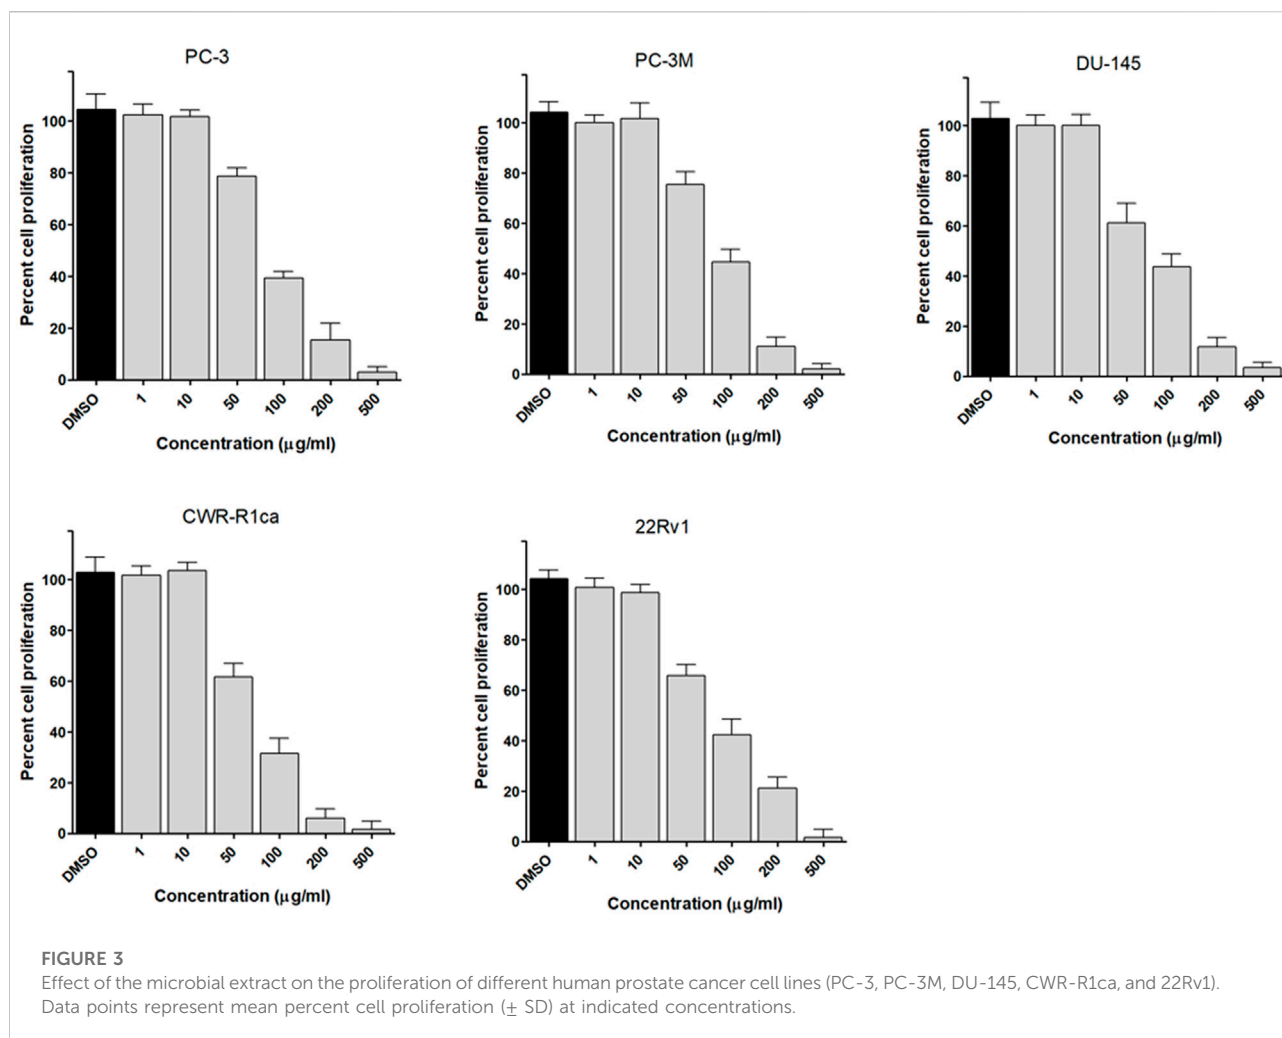 PC-3
Percent cell proliferation
100
80
60
40
20
0
DMSO 1 10 50 100 200 500
Concentration (μg/ml)
PC-3M
Percent cell proliferation
100
80
60
40
20
0
DMSO 1 10 50 100 200 500
Concentration (μg/ml)
DU-145
Percent cell proliferation
100
80
60
40
20
0
DMSO 1 10 50 100 200 500
Concentration (μg/ml)
CWR-R1ca
Percent cell proliferation
100
80
60
40
20
0
DMSO 1 10 50 100 200 500
Concentration (μg/ml)
22Rv1
Percent cell proliferation
100
80
60
40
20
0
DMSO 1 10 50 100 200 500
Concentration (μg/ml)
FIGURE 3
Effect of the microbial extract on the proliferation of different human prostate cancer cell lines (PC-3, PC-3M, DU-145, CWR-R1ca, and 22Rv1).
Data points represent mean percent cell proliferation (± SD) at indicated concentrations.